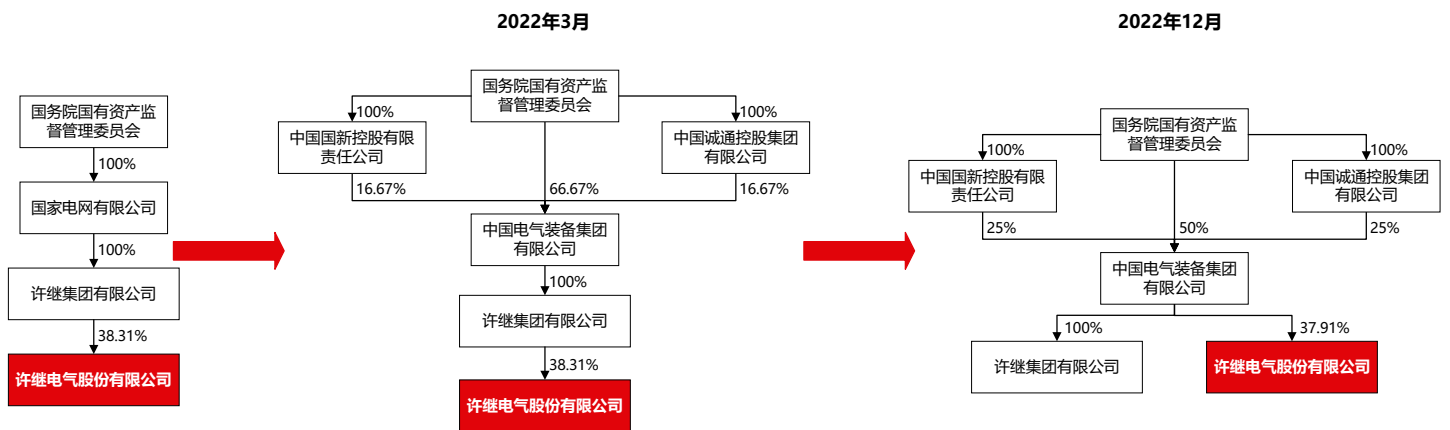 2022年3月
2022年12月
国务院国有资产监
督管理委员会
100%
国家电网有限公司
100%
许继集团有限公司
38.31%
许继电气股份有限公司
国务院国有资产监
督管理委员会
100%
100%
中国国新控股有限
责任公司
中国诚通控股集团
有限公司
16.67%
66.67%
16.67%
中国电气装备集团
有限公司
100%
许继集团有限公司
38.31%
许继电气股份有限公司
国务院国有资产监
督管理委员会
100%
100%
中国国新控股有限
责任公司
中国诚通控股集团
有限公司
25%
50%
25%
中国电气装备集团
有限公司
100%
37.91%
许继集团有限公司
许继电气股份有限公司